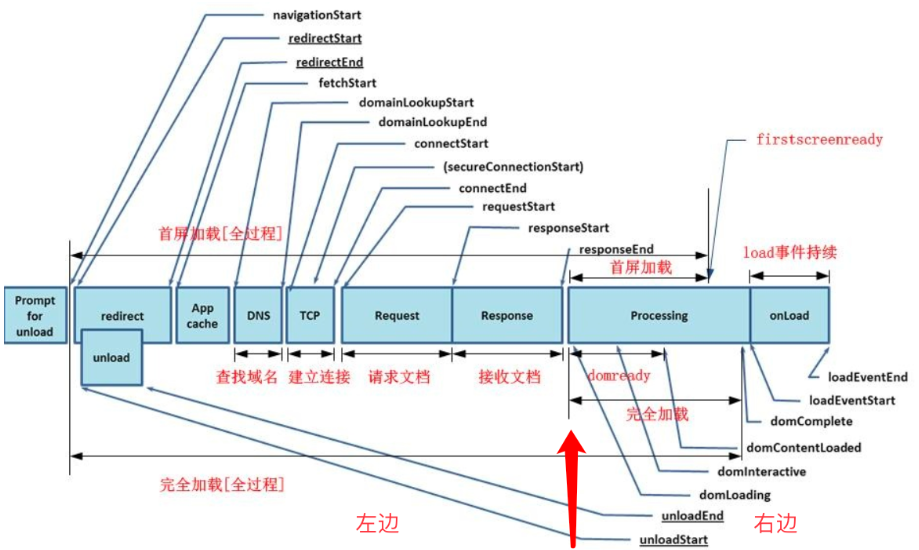 navigationStart
redirectStart
redirectEnd
fetchStart
domainLookupStart
domainLookupEnd
connectStart
firstscreenready
(secureConnectionStart)
connectEnd
requestStart
responseStart
首屏加载[全过程]
responseEnd
load事件持续
首屏加载
Prompt
for
unload
redirect
App
cache
DNS
TCP
Request
Response
Processing
onLoad
unload
查找域名
建立连接
请求文档
接收文档
domready
loadEventEnd
loadEventStart
完全加载
domComplete
domContentLoaded
domInteractive
完全加载[全过程]
domLoading
unloadEnd
左边
右边
unloadStart